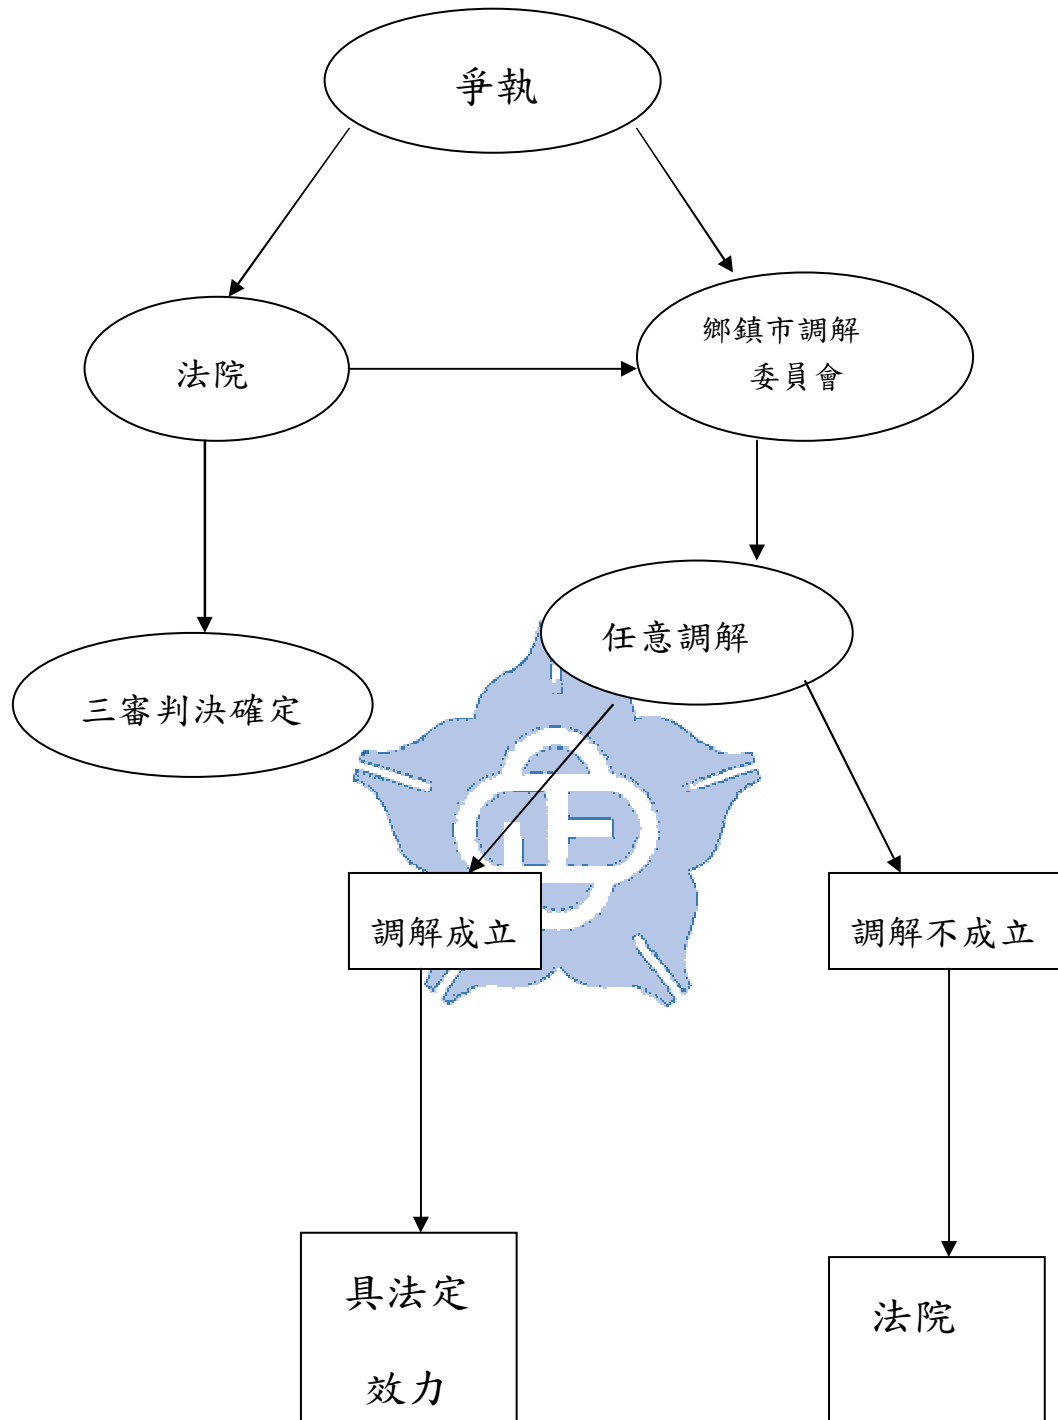 爭執
法院
鄉鎮市調解
委員會
任意調解
三審判決確定
調解成立
調解不成立
具法定
效力
法院